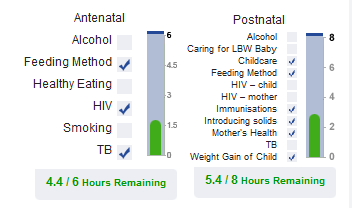 Antenatal
Alcohol
Feeding Method
Healthy Eating
HIV
Smoking
TB
6
4.5
3
1.5
0
4.4 / 6 Hours Remaining
Postnatal
Alcohol
Caring for LBW Baby
Childcare
Feeding Method
HIV – child
HIV – mother
Immunisations
Introducing solids
Mother's Health
TB
Weight Gain of Child
8
6
4
2
0
5.4 / 8 Hours Remaining